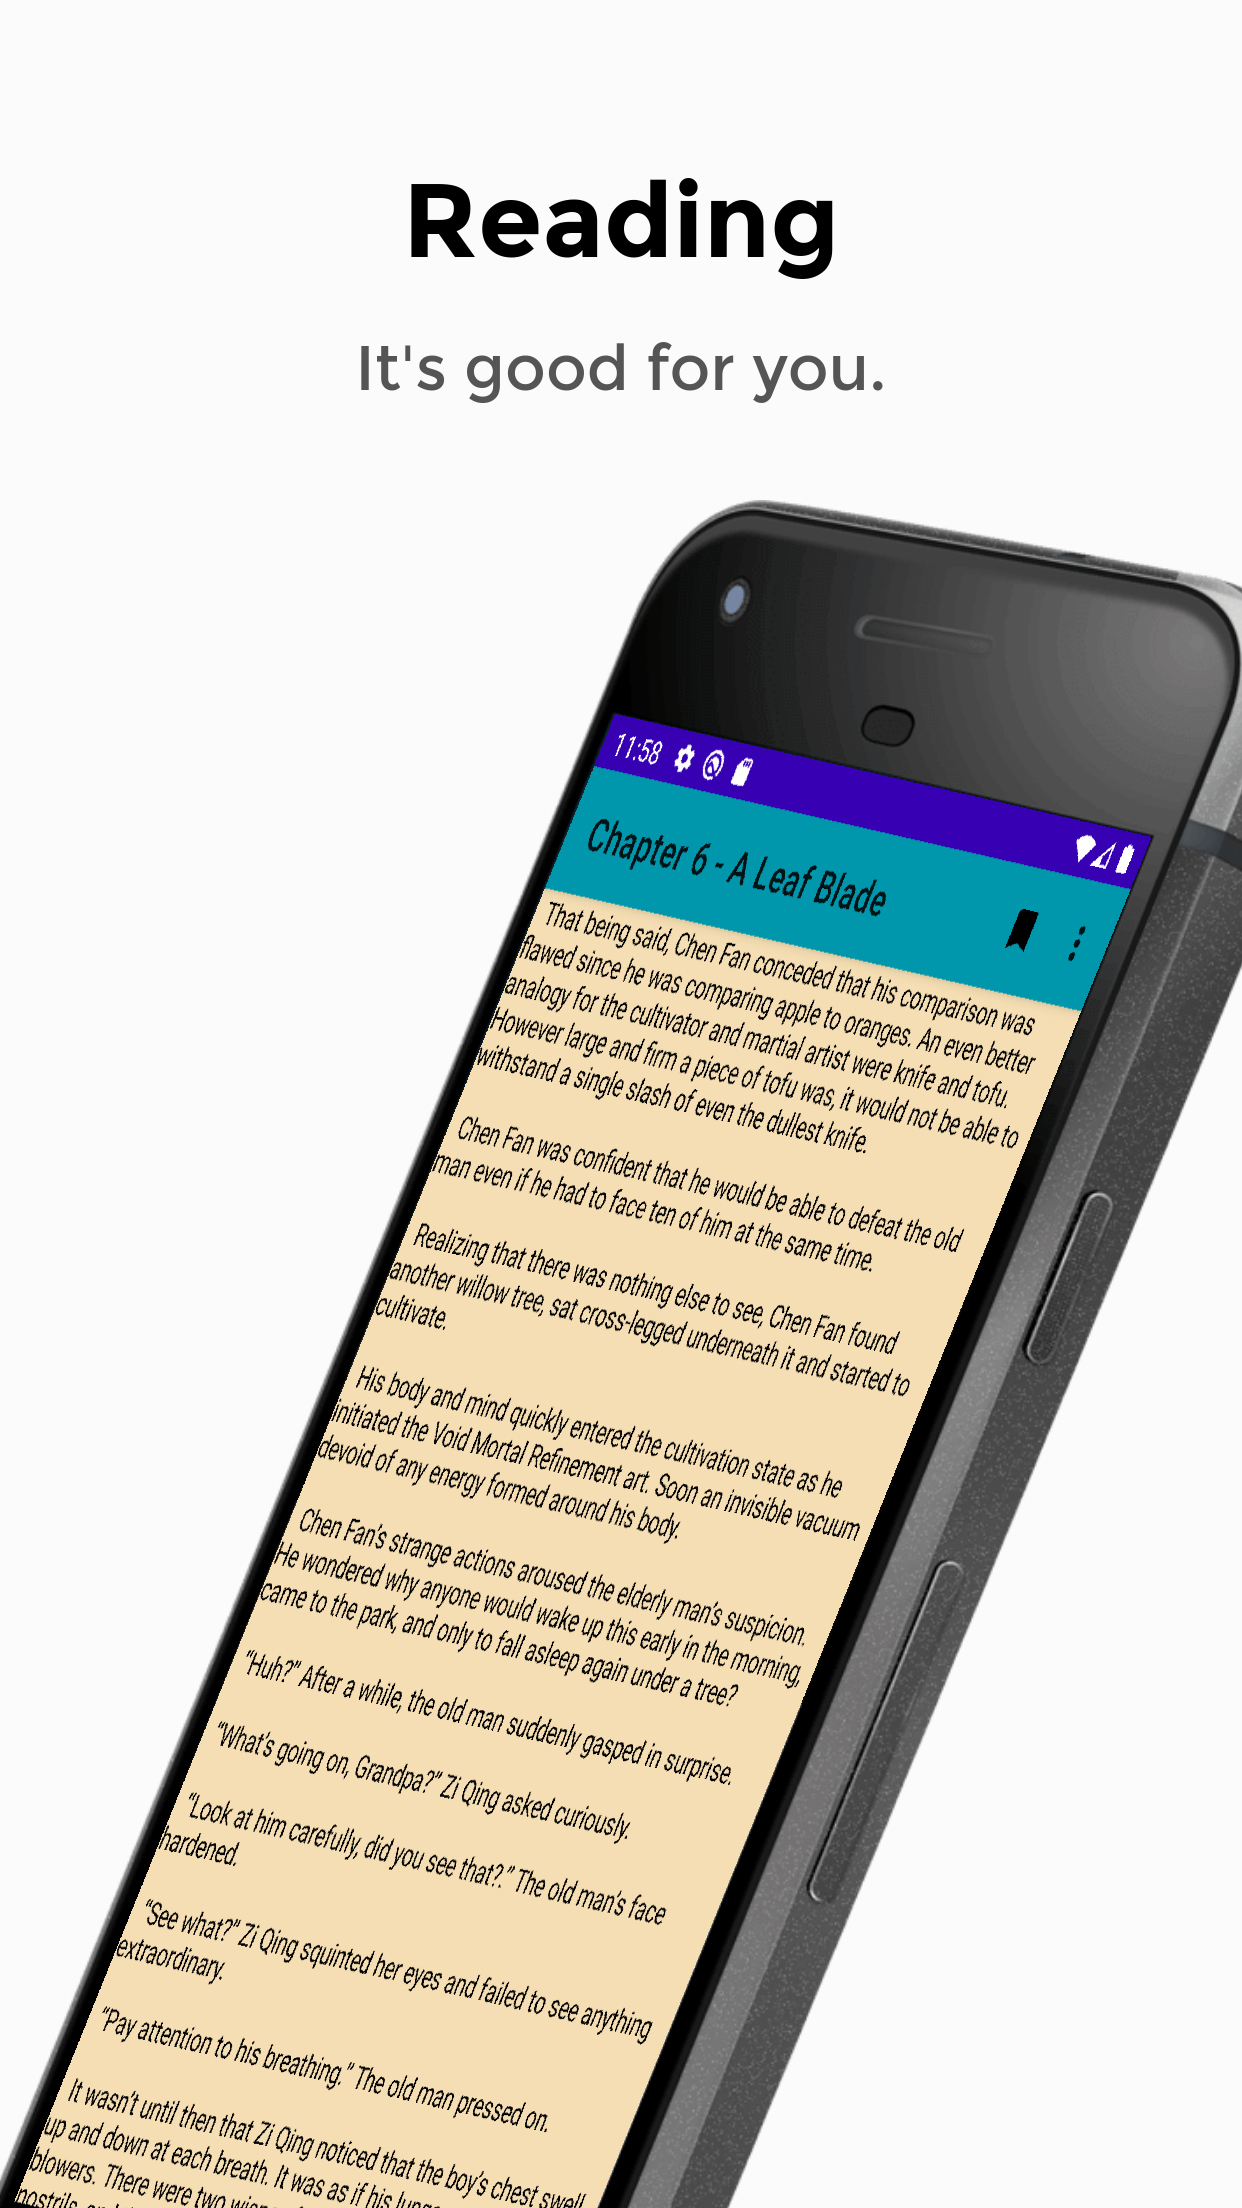 Reading
It's good for you.
11:58
Chapter 6 - A Leaf Blade
That being said, Chen Fan conceded that his comparison was
flawed since he was comparing apple to oranges. An even better
analogy for the cultivator and martial artist were knife and tofu.
However large and firm a piece of tofu was, it would not be able to
withstand a single slash of even the dullest knife.
Chen Fan was confident that he would be able to defeat the old
man even if he had to face ten of him at the same time.
Realizing that there was nothing else to see, Chen Fan found
another willow tree, sat cross-legged underneath it and started to
cultivate.
His body and mind quickly entered the cultivation state as he
initiated the Void Mortal Refinement art. Soon an invisible vacuum
devoid of any energy formed around his body.
Chen Fan’s strange actions aroused the elderly man’s suspicion.
He wondered why anyone would wake up this early in the morning,
came to the park, and only to fall asleep again under a tree?
“Huh?” After a while, the old man suddenly gasped in surprise.
“What’s going on, Grandpa?” Zi Qing asked curiously.
“Look at him carefully, did you see that?.” The old man’s face
hardened.
“See what?” Zi Qing squinted her eyes and failed to see anything
extraordinary.
“Pay attention to his breathing.” The old man pressed on.
It wasn’t until then that Zi Qing noticed that the boy’s chest swell
up and down at each breath. It was as if his
blowers. There were two
nostrils,